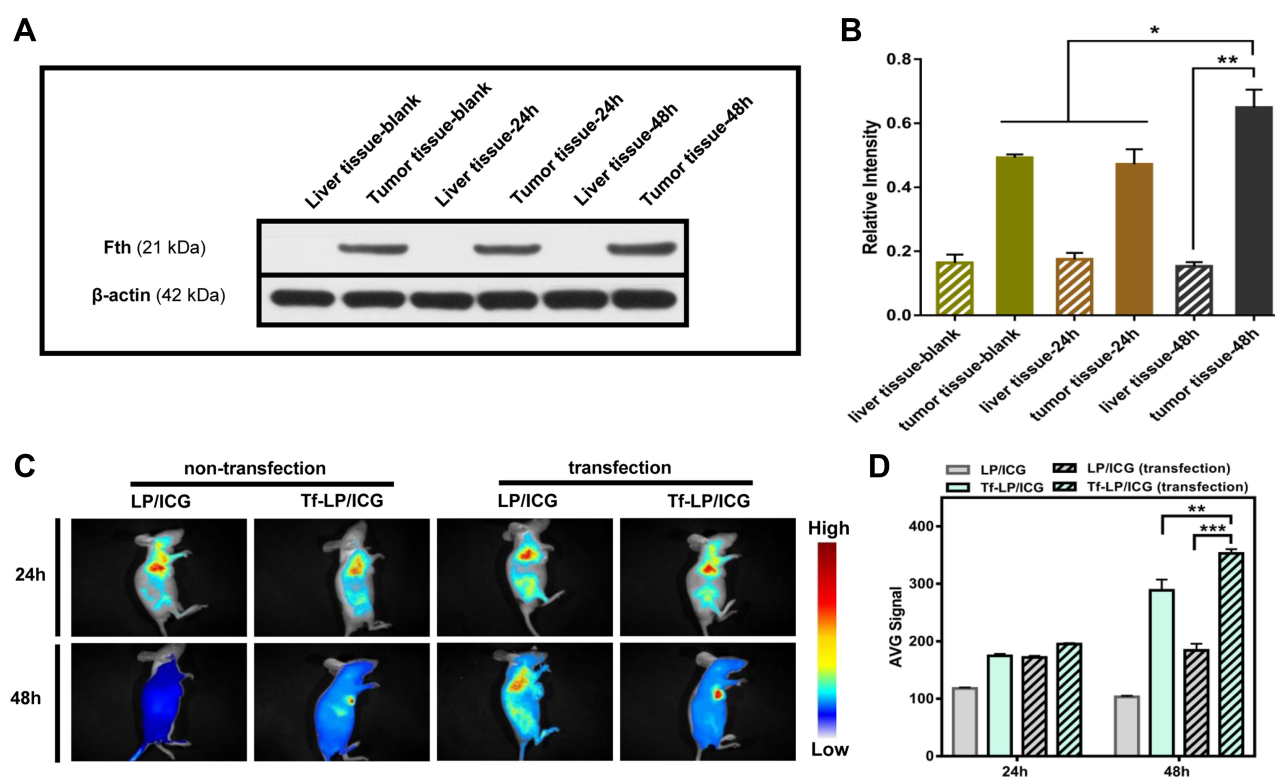 A
Liver tissue-blank
Tumor tissue-blank
Liver tissue-24h
Tumor tissue-24h
Liver tissue-48h
Tumor tissue-48h
Fth (21 kDa)
β-actin (42 kDa)
B
*
**
0.8
0.6
0.4
0.2
0.0
Relative Intensity
liver tissue-blank
tumor tissue-blank
liver tissue-24h
tumor tissue-24h
liver tissue-48h
tumor tissue-48h
C
non-transfection
transfection
LP/ICG
Tf-LP/ICG
LP/ICG
Tf-LP/ICG
24h
48h
High
Low
D
LP/ICG
LP/ICG (transfection)
Tf-LP/ICG
Tf-LP/ICG (transfection)
**
***
400
300
200
100
0
AVG Signal
24h
48h